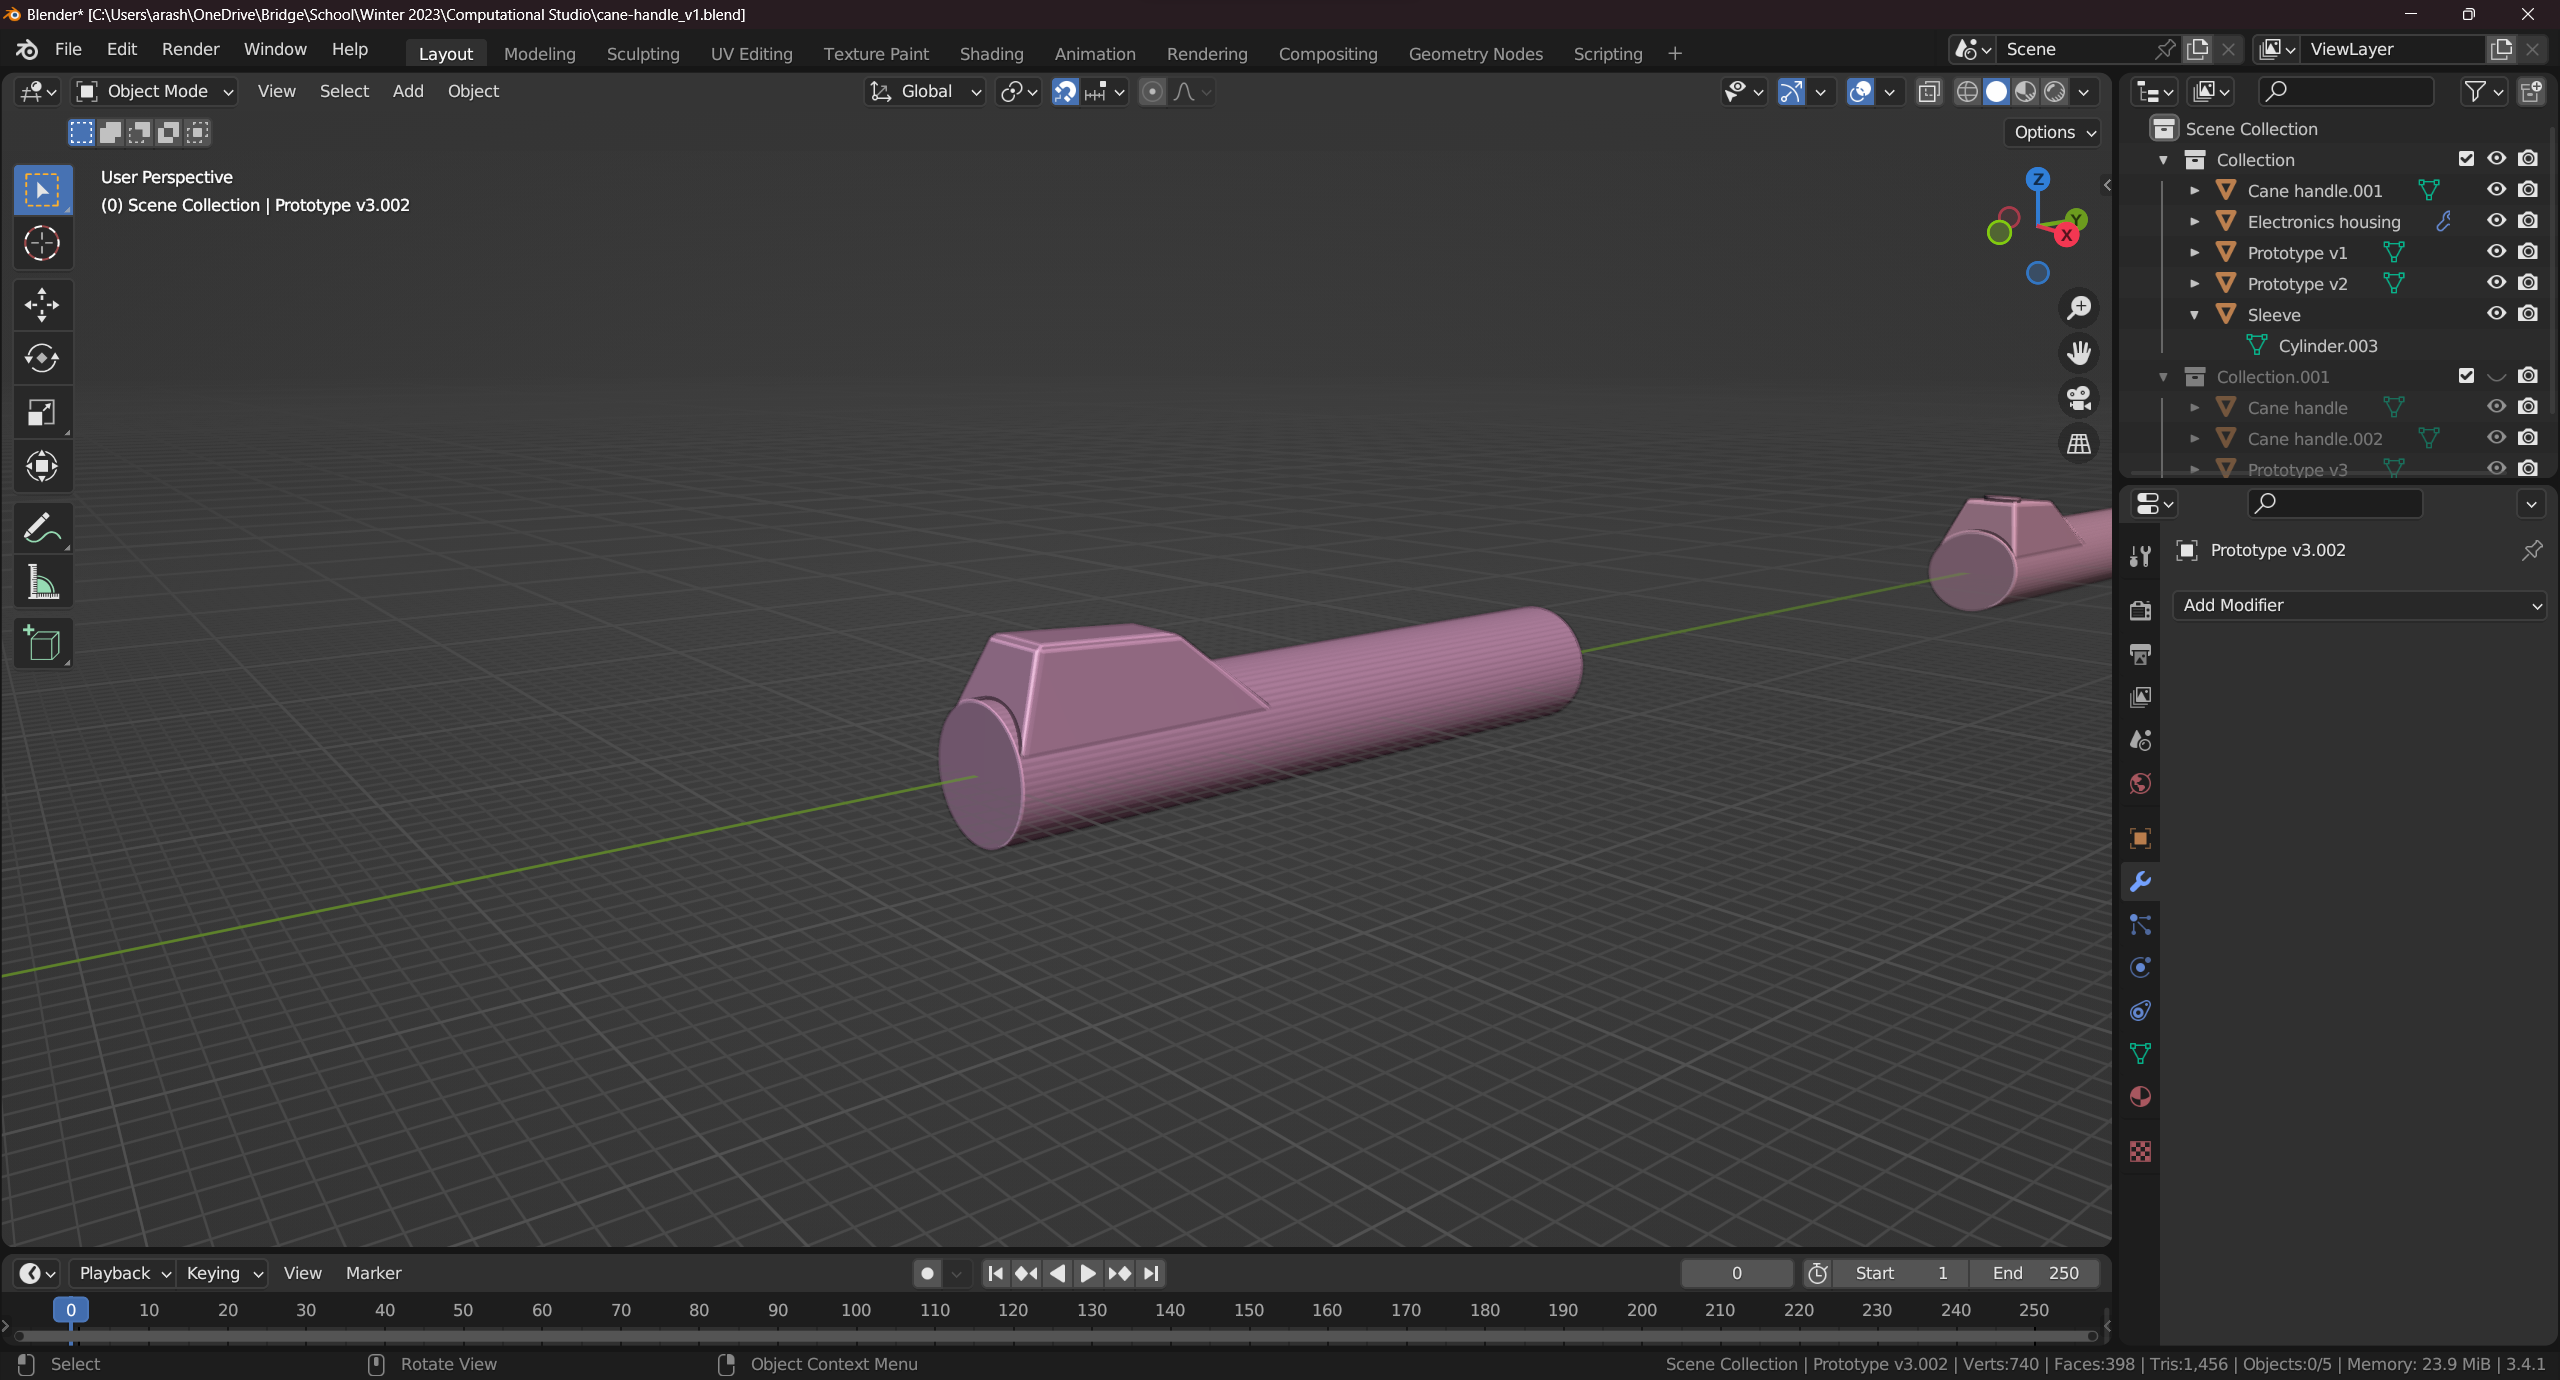 Blender* [C:\Users\arash\OneDrive\Bridge\School\Winter 2023\Computational Studio\cane-handle_v1.blend]
File Edit Render Window Help Layout Modeling Sculpting UV Editing Texture Paint Shading Animation Rendering Compositing Geometry Nodes Scripting + Scene ViewLayer
Object Mode View Select Add Object Global
Options
User Perspective
(0) Scene Collection | Prototype v3.002
Z
Y
X
Scene Collection
Collection
Cane handle.001
Electronics housing
Prototype v1
Prototype v2
Sleeve
Cylinder.003
Collection.001
Cane handle
Cane handle.002
Prototype v3
Prototype v3.002
Add Modifier
Playback Keying View Marker 0 Start 1 End 250
0 10 20 30 40 50 60 70 80 90 100 110 120 130 140 150 160 170 180 190 200 210 220 230 240 250
Select Rotate View Object Context Menu Scene Collection | Prototype v3.002 | Verts:740 | Faces:398 | Tris:1,456 | Objects:0/5 | Memory: 23.9 MiB | 3.4.1